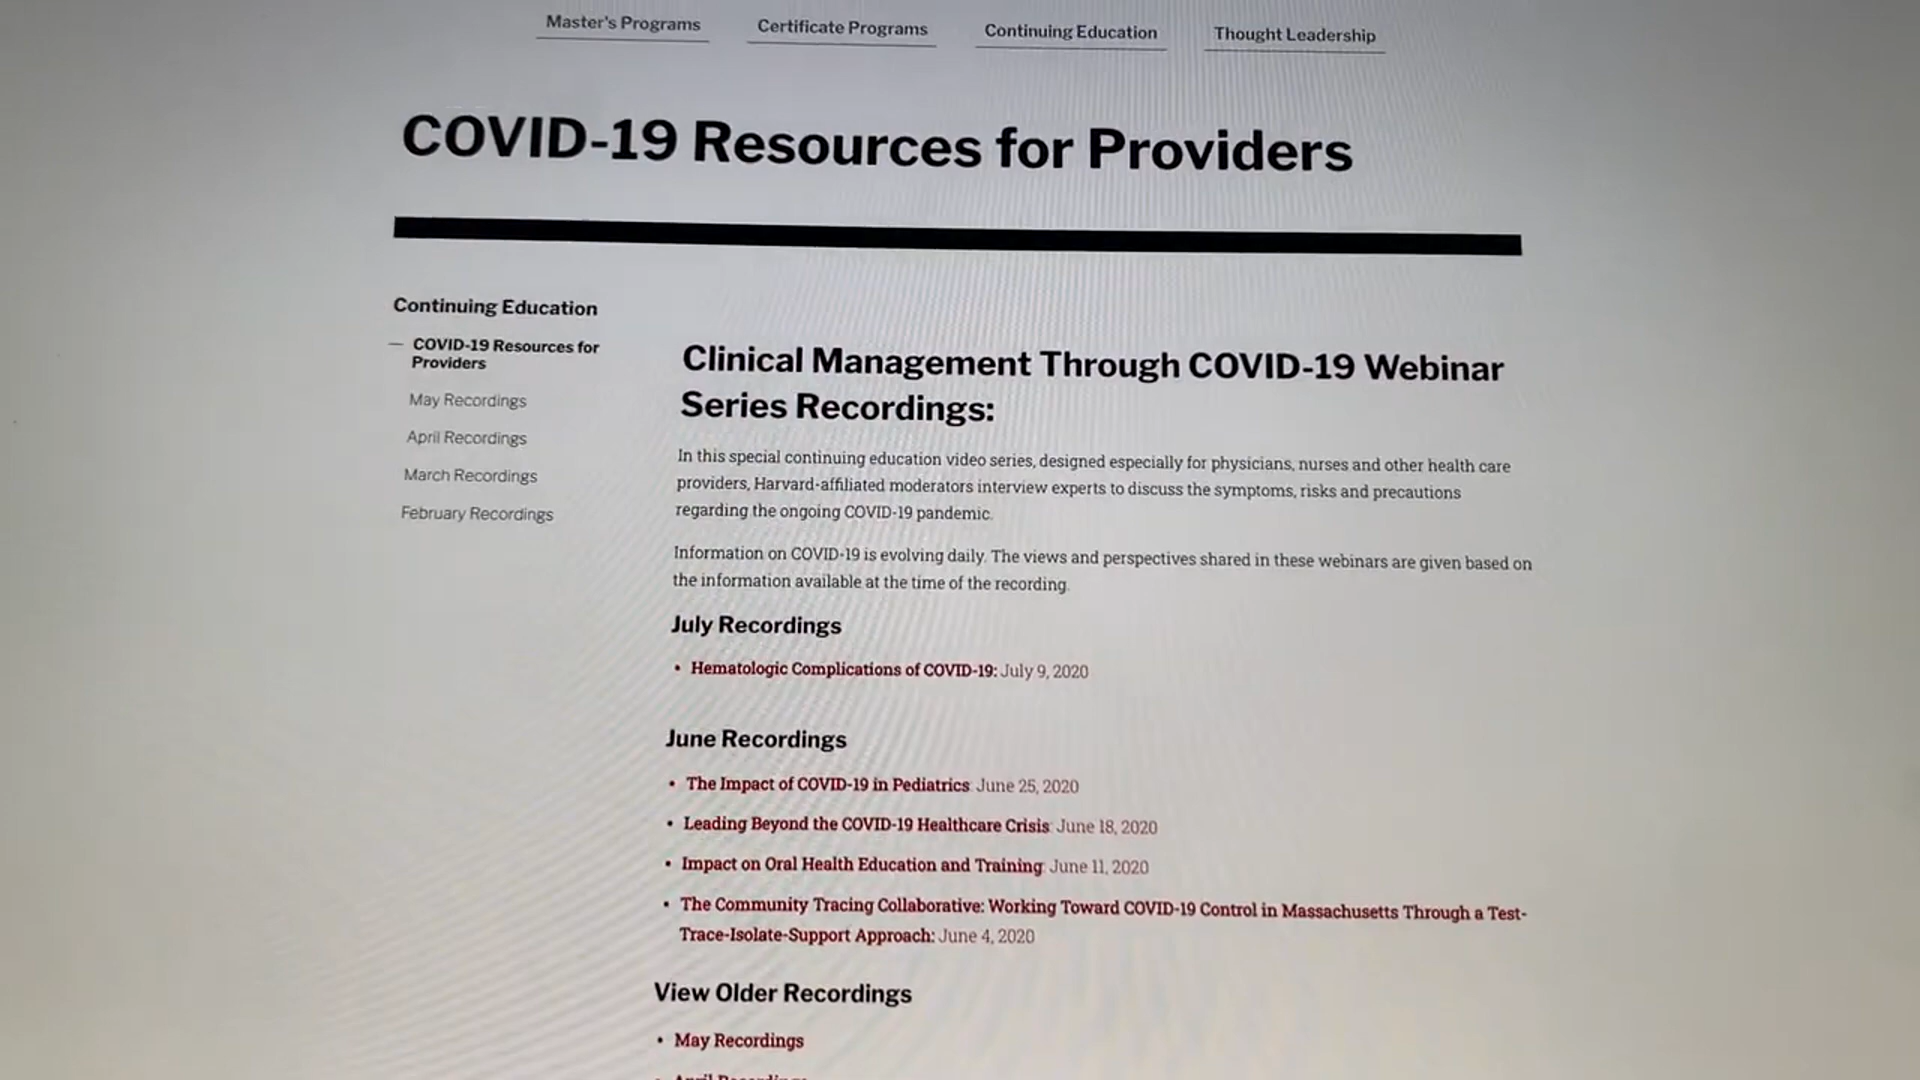 Master's Programs
Certificate Programs
Continuing Education
Thought Leadership
COVID-19 Resources for Providers
Continuing Education
— COVID-19 Resources for
Providers
May Recordings
April Recordings
March Recordings
February Recordings
Clinical Management Through COVID-19 Webinar
Series Recordings:
In this special continuing education video series, designed especially for physicians, nurses and other health care
providers, Harvard-affiliated moderators interview experts to discuss the symptoms, risks and precautions
regarding the ongoing COVID-19 pandemic.
Information on COVID-19 is evolving daily. The views and perspectives shared in these webinars are given based on
the information available at the time of the recording.
July Recordings
• Hematologic Complications of COVID-19: July 9, 2020
June Recordings
• The Impact of COVID-19 in Pediatrics: June 25, 2020
• Leading Beyond the COVID-19 Healthcare Crisis: June 18, 2020
• Impact on Oral Health Education and Training: June 11, 2020
• The Community Tracing Collaborative: Working Toward COVID-19 Control in Massachusetts Through a Test-
Trace-Isolate-Support Approach: June 4, 2020
View Older Recordings
• May Recordings
April Recordings